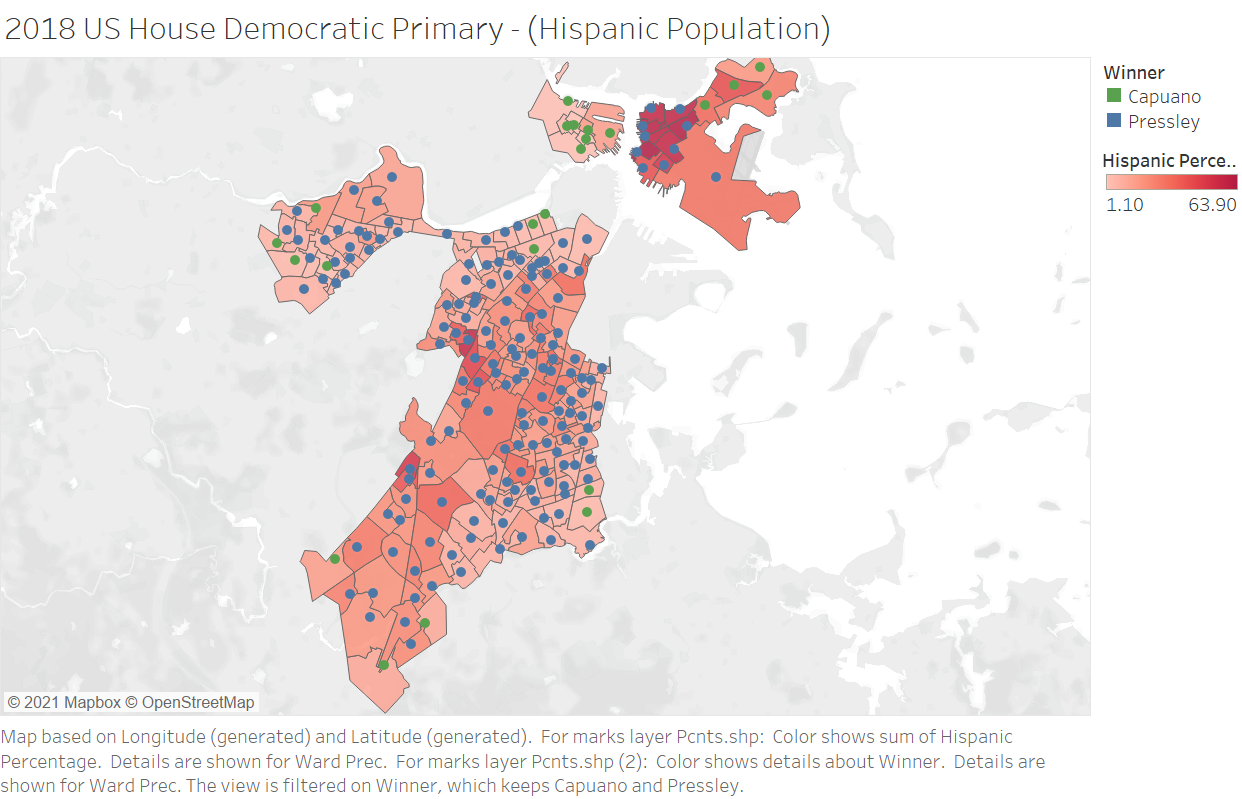 2018 US House Democratic Primary - (Hispanic Population)
Winner
Capuano
Pressley
Hispanic Perce..
1.10 63.90
© 2021 Mapbox © OpenStreetMap
Map based on Longitude (generated) and Latitude (generated).  For marks layer Pcnts.shp:  Color shows sum of Hispanic
Percentage.  Details are shown for Ward Prec.  For marks layer Pcnts.shp (2):  Color shows details about Winner.  Details are
shown for Ward Prec. The view is filtered on Winner, which keeps Capuano and Pressley.